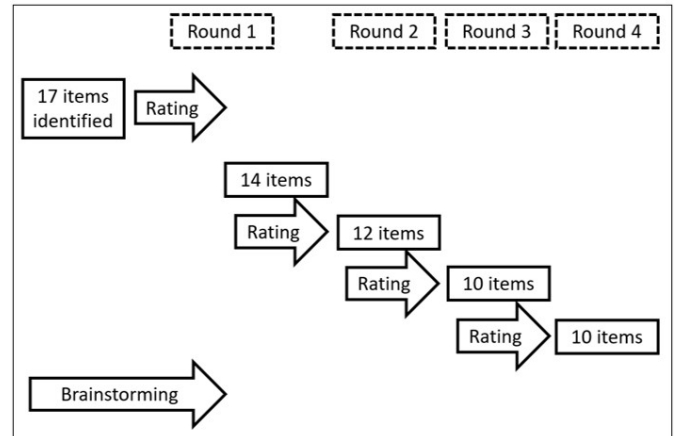 Round 1
Round 2
Round 3
Round 4
17 items
identified
Rating
14 items
Rating
12 items
Rating
10 items
Rating
10 items
Brainstorming